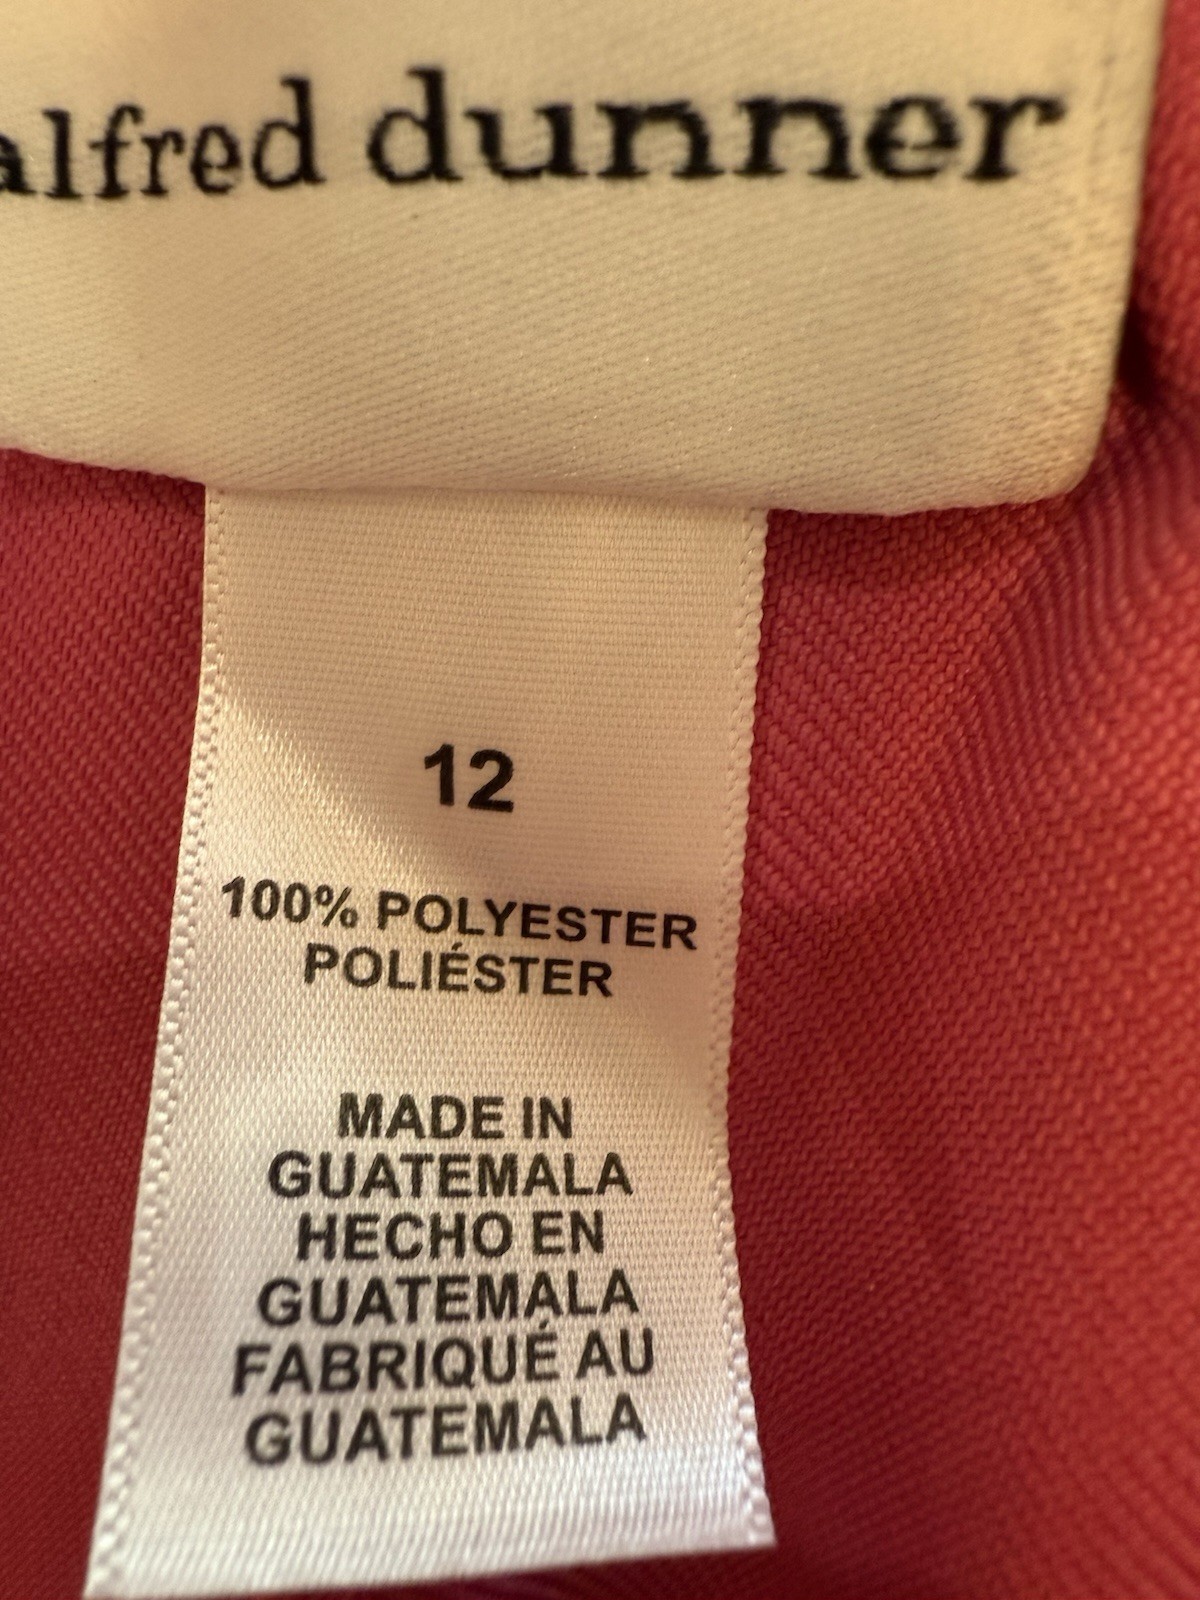 alfred dunner
12
100% POLYESTER
POLIÉSTER
MADE IN
GUATEMALA
HECHO EN
GUATEMALA
FABRIQUÉ AU
GUATEMALA